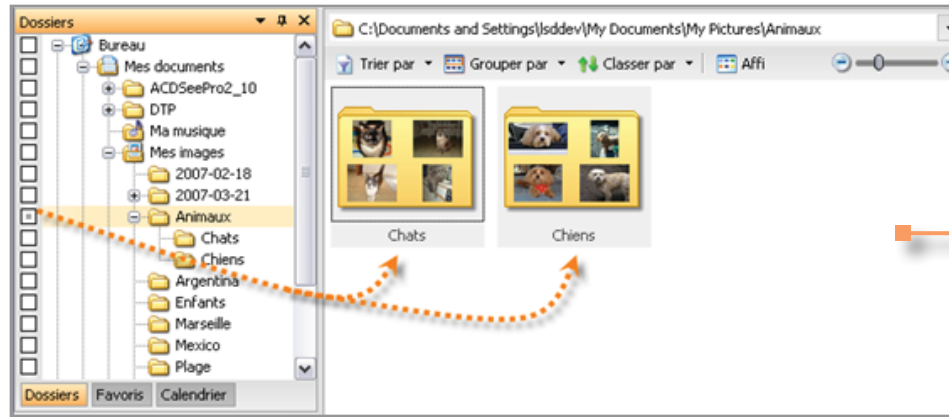 Dossiers
Bureau
Mes documents
ACDSeePro2_10
DTP
Ma musique
Mes images
2007-02-18
2007-03-21
Animaux
Chats
Chiens
Argentina
Enfants
Marseille
Mexico
Plage
Dossiers Favoris Calendrier
C:\Documents and Settings\lsddev\My Documents\My Pictures\Animaux
Trier par Grouper par Classer par Affi
Chats Chiens